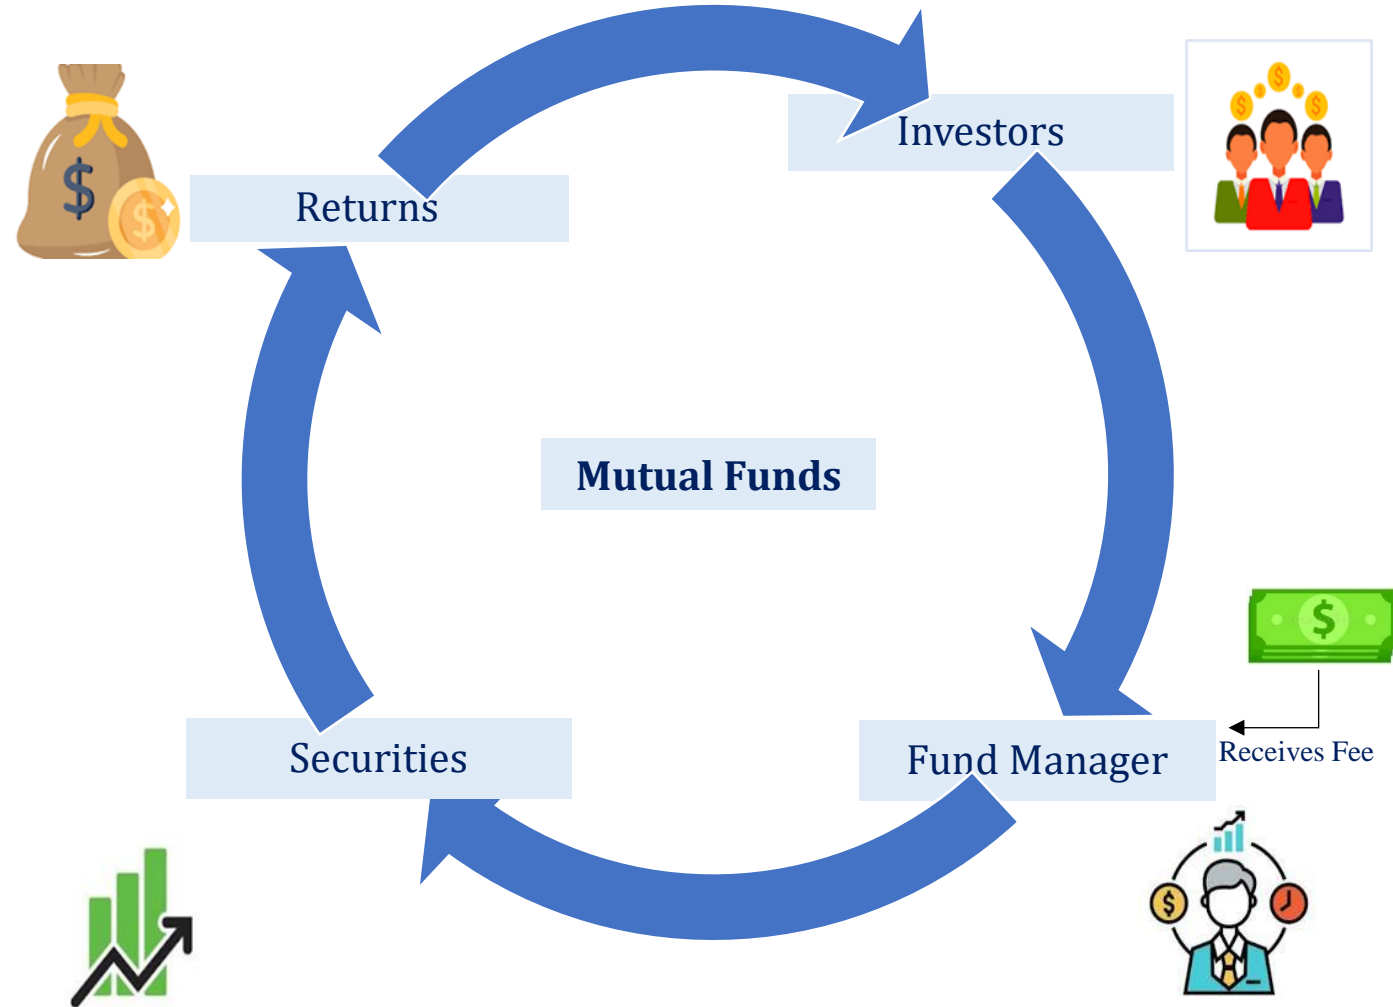 Returns
Investors
Mutual Funds
Securities
Fund Manager
Receives Fee
$
$
$
$
$
$
$